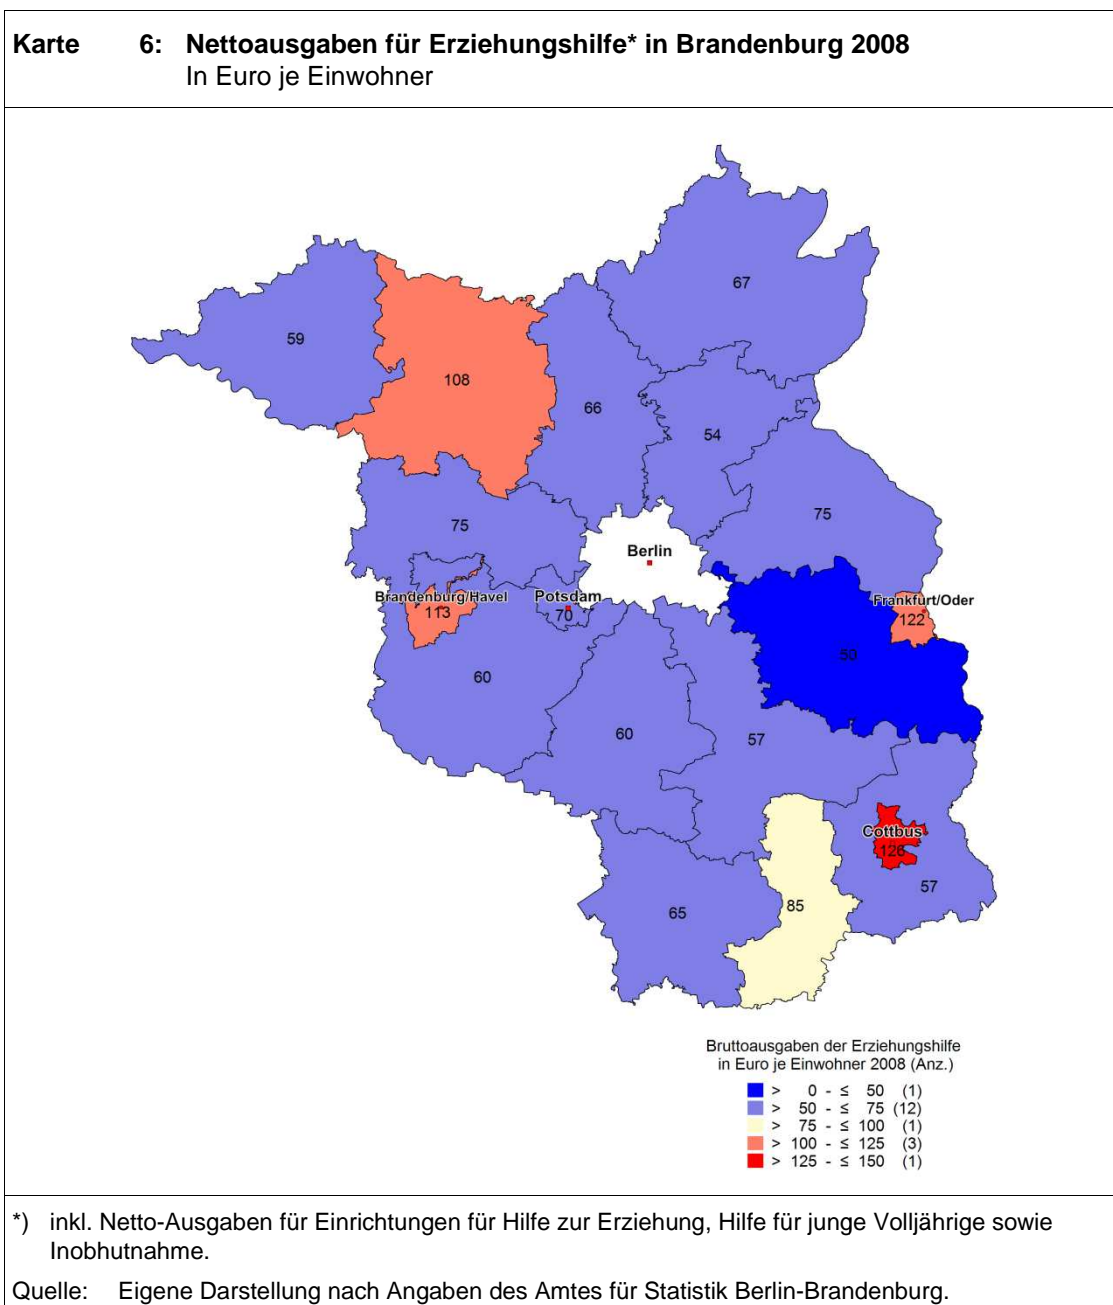 Karte 6: Nettoausgaben für Erziehungshilfe* in Brandenburg 2008
In Euro je Einwohner
67
59
108
66
54
75
75
Berlin
Brandenburg/Havel
113
Potsdam
70
Frankfurt/Oder
122
50
60
60
57
Cottbus
126
57
65
85
Bruttoausgaben der Erziehungshilfe
in Euro je Einwohner 2008 (Anz.)
> 0 - ≤ 50 (1)
> 50 - ≤ 75 (12)
> 75 - ≤ 100 (1)
> 100 - ≤ 125 (3)
> 125 - ≤ 150 (1)
*) inkl. Netto-Ausgaben für Einrichtungen für Hilfe zur Erziehung, Hilfe für junge Volljährige sowie
Inobhutnahme.
Quelle: Eigene Darstellung nach Angaben des Amtes für Statistik Berlin-Brandenburg.